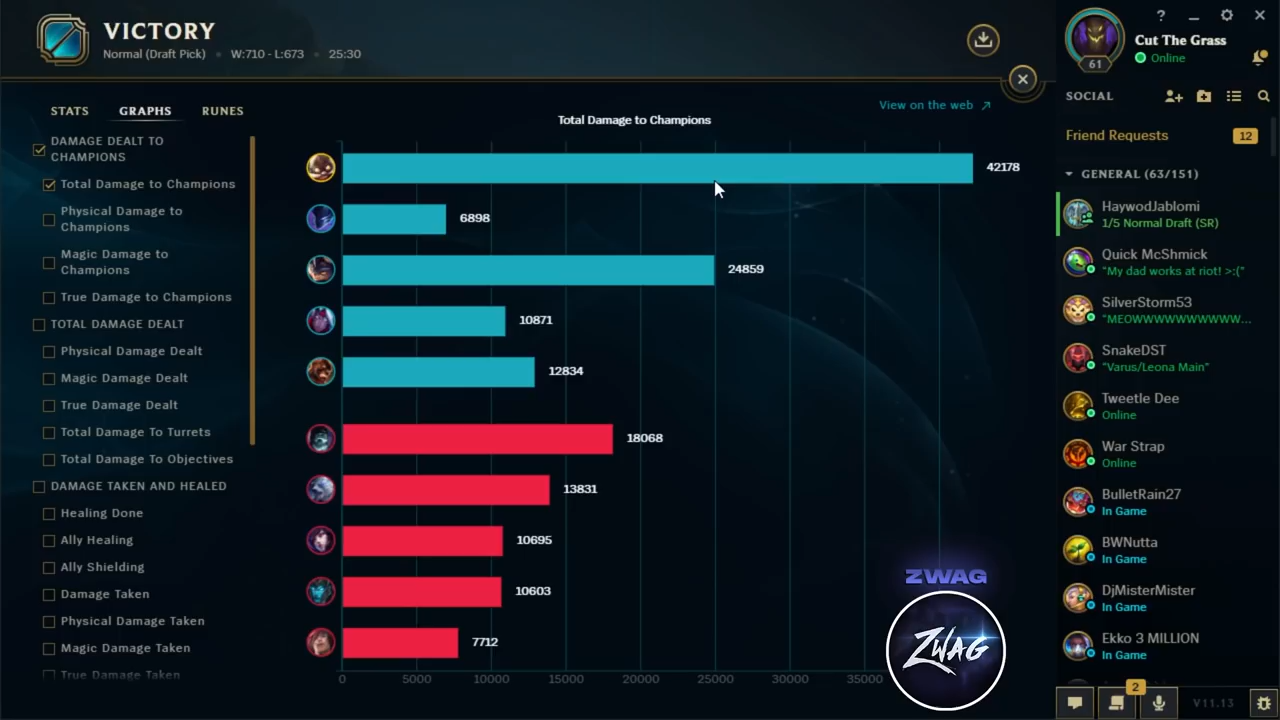 VICTORY
Normal (Draft Pick) • W:710 - L:673 • 25:30
STATS
GRAPHS
RUNES
View on the web
DAMAGE DEALT TO
CHAMPIONS
Total Damage to Champions
Physical Damage to
Champions
Magic Damage to
Champions
True Damage to Champions
TOTAL DAMAGE DEALT
Physical Damage Dealt
Magic Damage Dealt
True Damage Dealt
Total Damage To Turrets
Total Damage To Objectives
DAMAGE TAKEN AND HEALED
Healing Done
Ally Healing
Ally Shielding
Damage Taken
Physical Damage Taken
Magic Damage Taken
True Damage Taken
Total Damage to Champions
42178
6898
24859
10871
12834
18068
13831
10695
10603
7712
0 5000 10000 15000 20000 25000 30000 35000
ZWAG
ZWAG
?
Cut The Grass
61
Online
SOCIAL
Friend Requests
12
GENERAL (63/151)
HaywodJablomi
1/5 Normal Draft (SR)
Quick McShmick
"My dad works at riot! >:("
SilverStorm53
"MEOWWWWWWWWWW...
SnakeDST
"Varus/Leona Main"
Tweetle Dee
Online
War Strap
Online
BulletRain27
In Game
BWNutta
In Game
DjMisterMister
In Game
Ekko 3 MILLION
In Game
2
V11.13